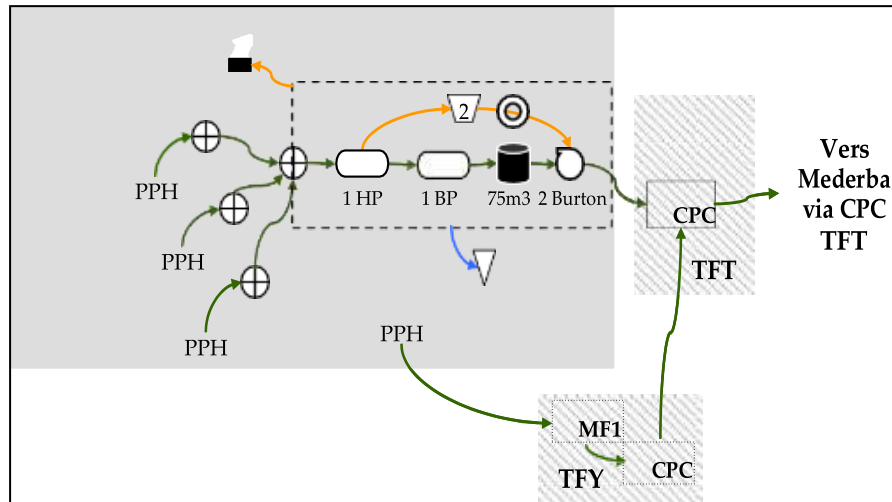 2
PPH
1 HP
1 BP
75m3
2 Burton
PPH
PPH
PPH
CPC
TFT
Vers
Mederba
via CPC
TFT
MF1
TFY
CPC